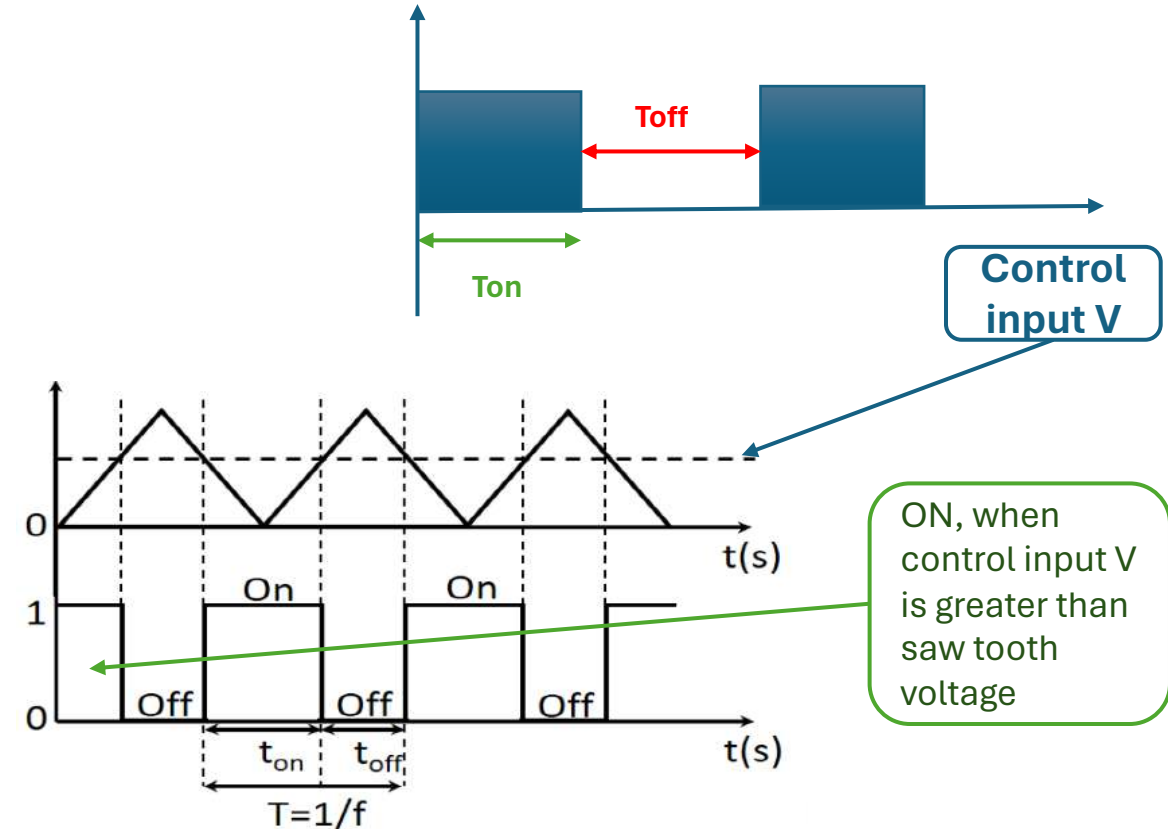 Toff
Ton
Control
input V
0
t(s)
ON, when
control input V
is greater than
saw tooth
voltage
On
On
1
Off
Off
Off
0
t(s)
tₒₙ
t_off
T=1/f